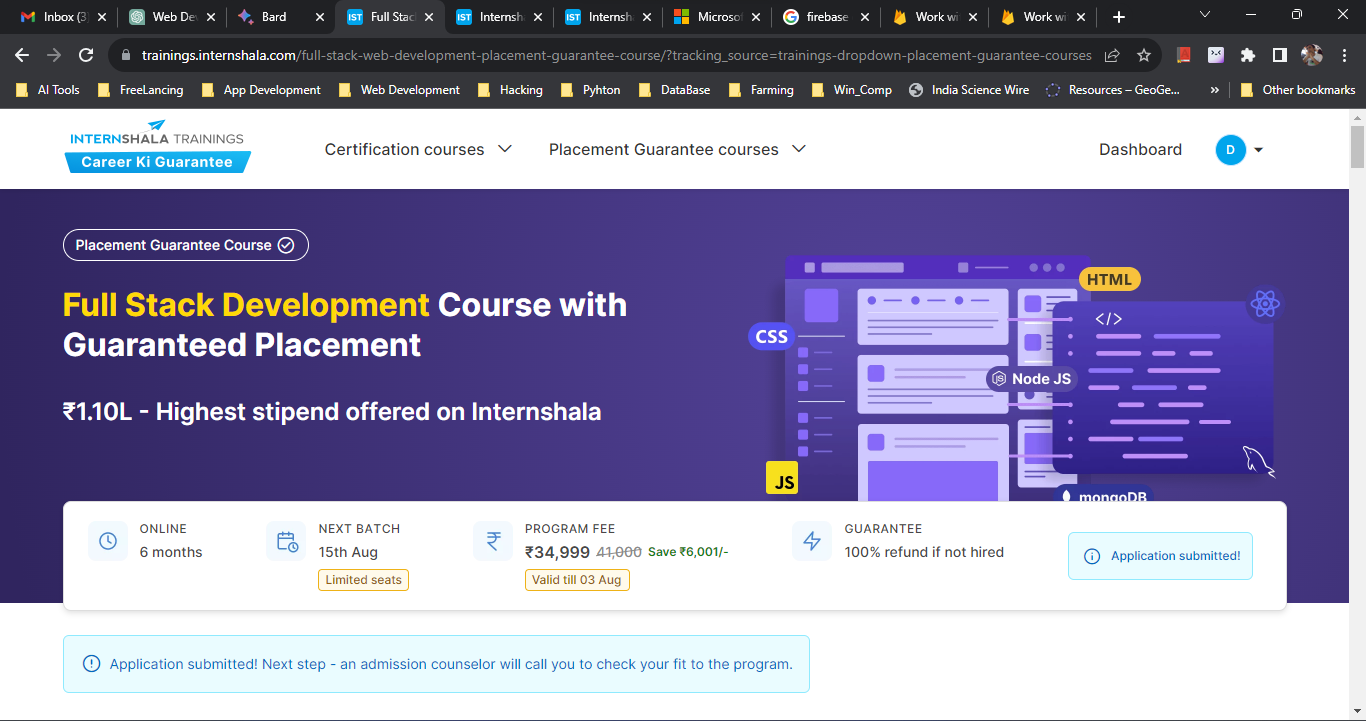 Inbox (3)
Web De
Bard
Full Stac
Internsh
Internsh
Microsof
firebase
Work wi
Work wi
trainings.internshala.com/full-stack-web-development-placement-guarantee-course/?tracking_source=trainings-dropdown-placement-guarantee-courses
AI Tools
FreeLancing
App Development
Web Development
Hacking
Pyhton
DataBase
Farming
Win_Comp
India Science Wire
Resources – GeoGe...
»
Other bookmarks
INTERNSHALA TRAININGS
Career Ki Guarantee
Certification courses
Placement Guarantee courses
Dashboard
D
Placement Guarantee Course
Full Stack Development Course with
Guaranteed Placement
₹1.10L - Highest stipend offered on Internshala
HTML
</>
CSS
Node JS
JS
mongoDB
ONLINE
6 months
NEXT BATCH
15th Aug
Limited seats
PROGRAM FEE
₹34,999 41,000 Save ₹6,001/-
Valid till 03 Aug
GUARANTEE
100% refund if not hired
Application submitted!
Application submitted! Next step - an admission counselor will call you to check your fit to the program.